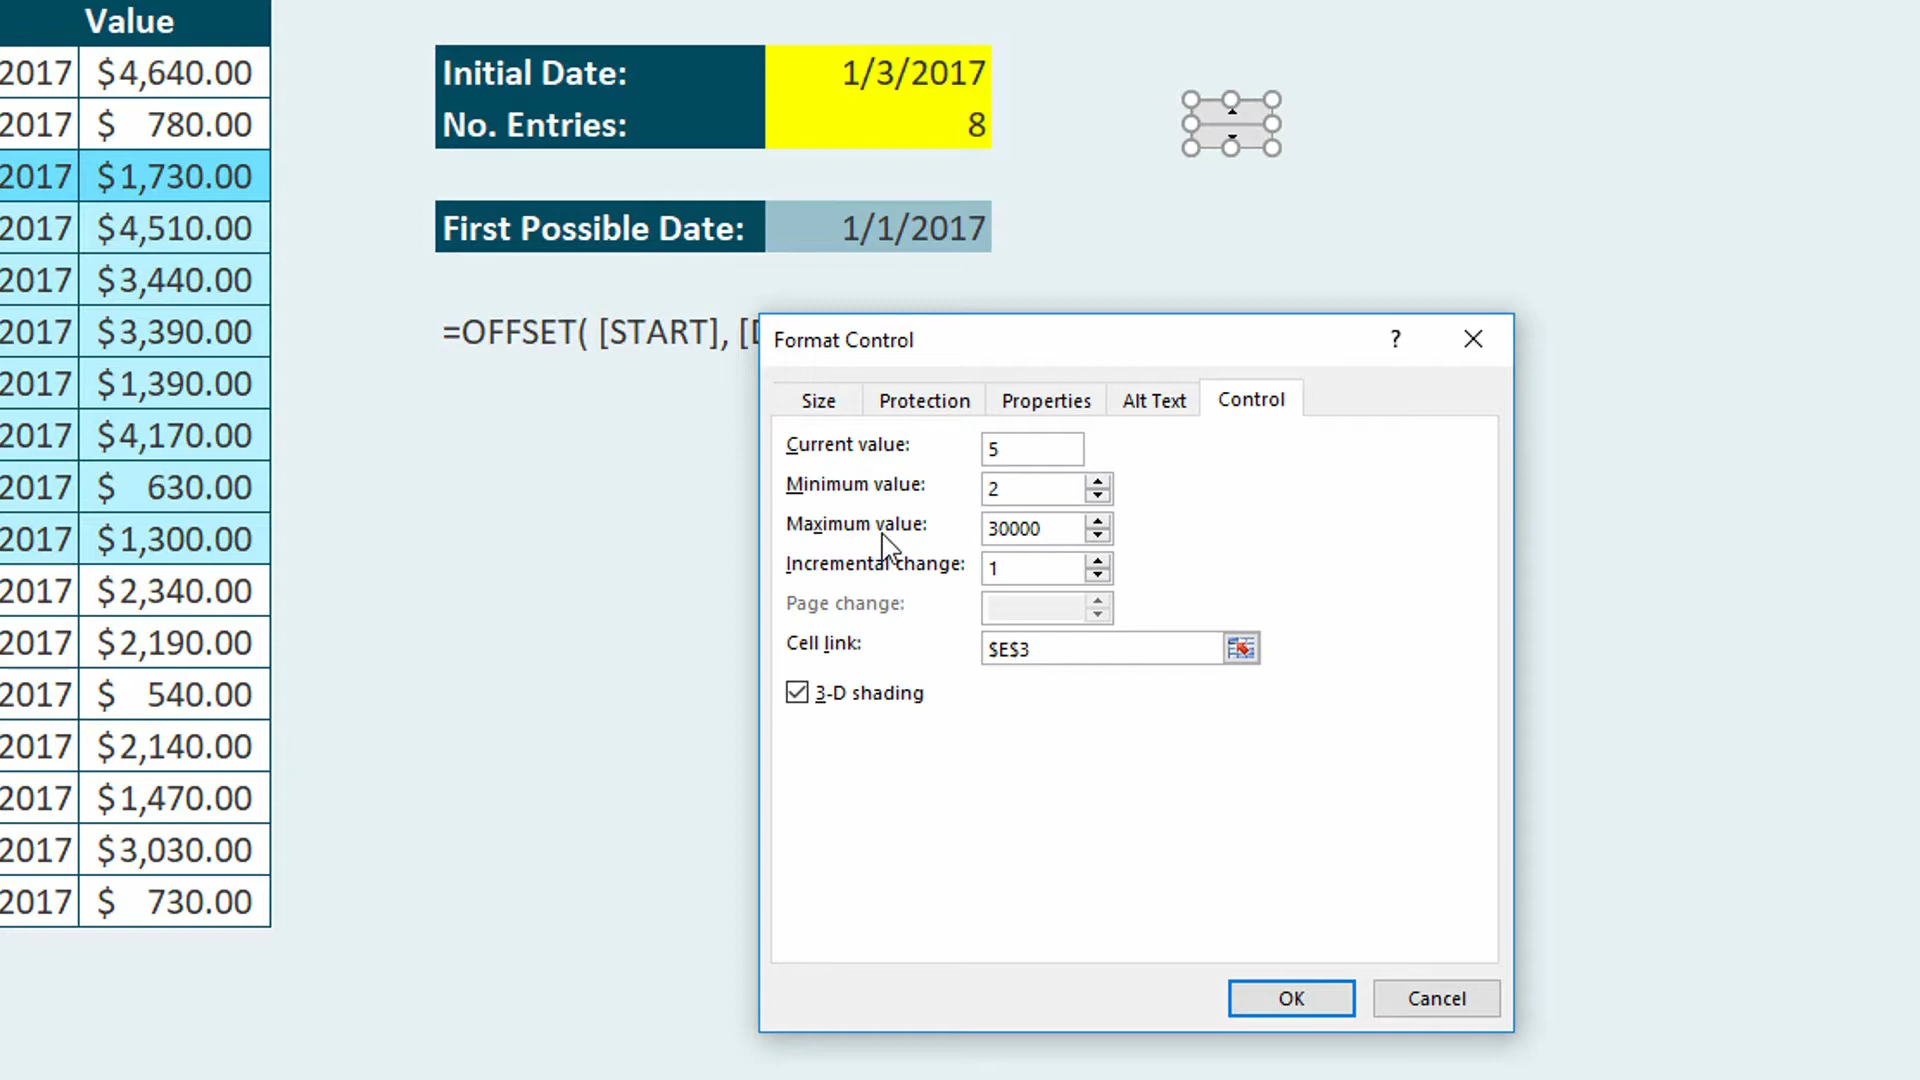 Value
2017 $4,640.00
2017 $ 780.00
2017 $1,730.00
2017 $4,510.00
2017 $3,440.00
2017 $3,390.00
2017 $1,390.00
2017 $4,170.00
2017 $ 630.00
2017 $1,300.00
2017 $2,340.00
2017 $2,190.00
2017 $ 540.00
2017 $2,140.00
2017 $1,470.00
2017 $3,030.00
2017 $ 730.00
Initial Date: 1/3/2017
No. Entries: 8
First Possible Date: 1/1/2017
=OFFSET( [START], [
Format Control ?
Size Protection Properties Alt Text Control
Current value: 5
Minimum value: 2
Maximum value: 30000
Incremental change: 1
Page change:
Cell link: $E$3
3-D shading
OK Cancel